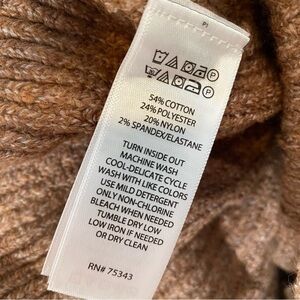 54% COTTON
24% POLYESTER
20% NYLON
2% SPANDEX/ELASTANE
TURN INSIDE OUT
MACHINE WASH
COOL-DELICATE CYCLE
WASH WITH LIKE COLORS
USE MILD DETERGENT
ONLY NON-CHLORINE
BLEACH WHEN NEEDED
TUMBLE DRY LOW
LOW IRON IF NEEDED
OR DRY CLEAN
RN# 75343